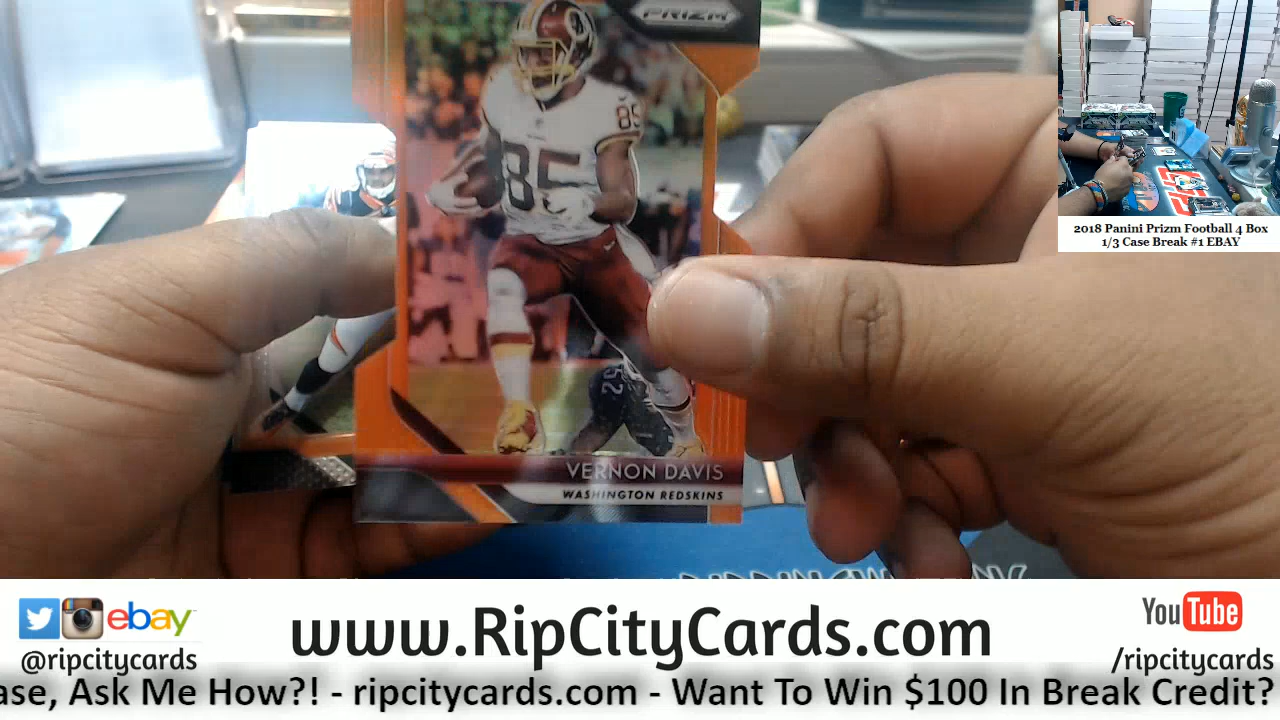 PRIZM
85
85
52
VERNON DAVIS
WASHINGTON REDSKINS
2018 Panini Prizm Football 4 Box
1/3 Case Break #1 EBAY
ebay
@ripcitycards
www.RipCityCards.com
YouTube
/ripcitycards
ase, Ask Me How?! - ripcitycards.com - Want To Win $100 In Break Credit?